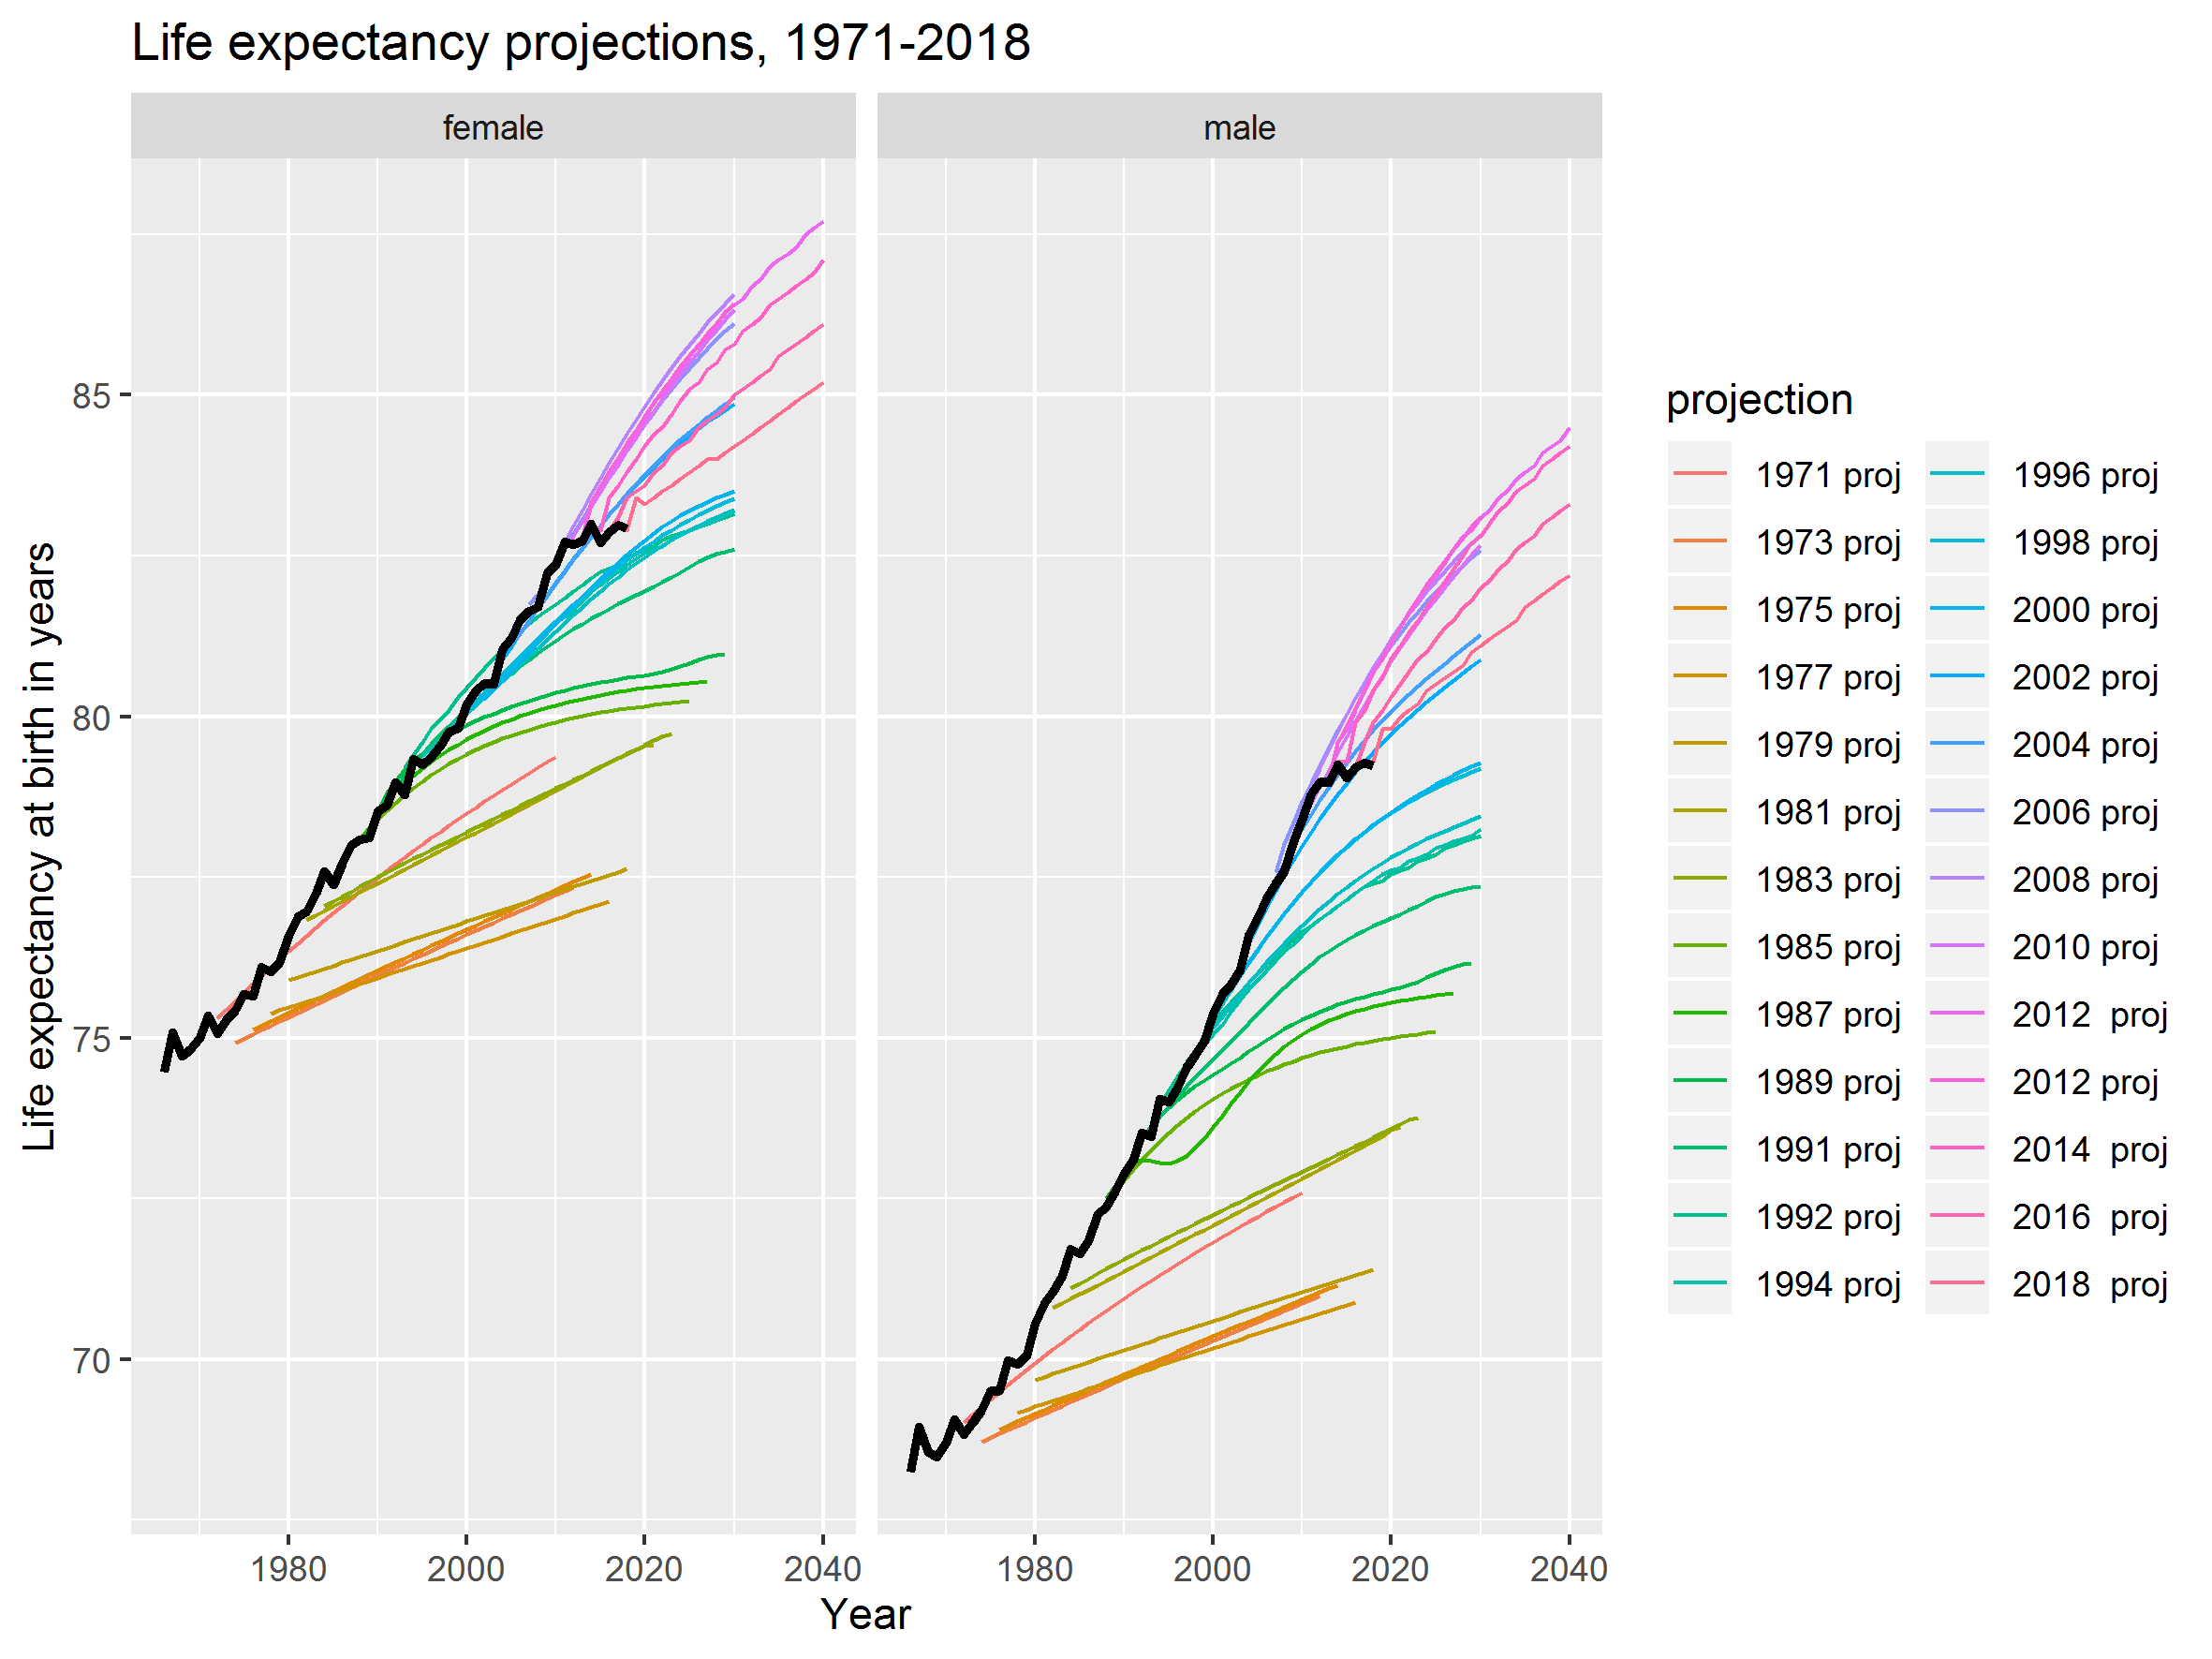 Life expectancy projections, 1971-2018
female
male
Life expectancy at birth in years
85
80
75
70
1980
2000
2020
2040
1980
2000
2020
2040
Year
projection
1971 proj
1973 proj
1975 proj
1977 proj
1979 proj
1981 proj
1983 proj
1985 proj
1987 proj
1989 proj
1991 proj
1992 proj
1994 proj
1996 proj
1998 proj
2000 proj
2002 proj
2004 proj
2006 proj
2008 proj
2010 proj
2012  proj
2012 proj
2014  proj
2016  proj
2018  proj